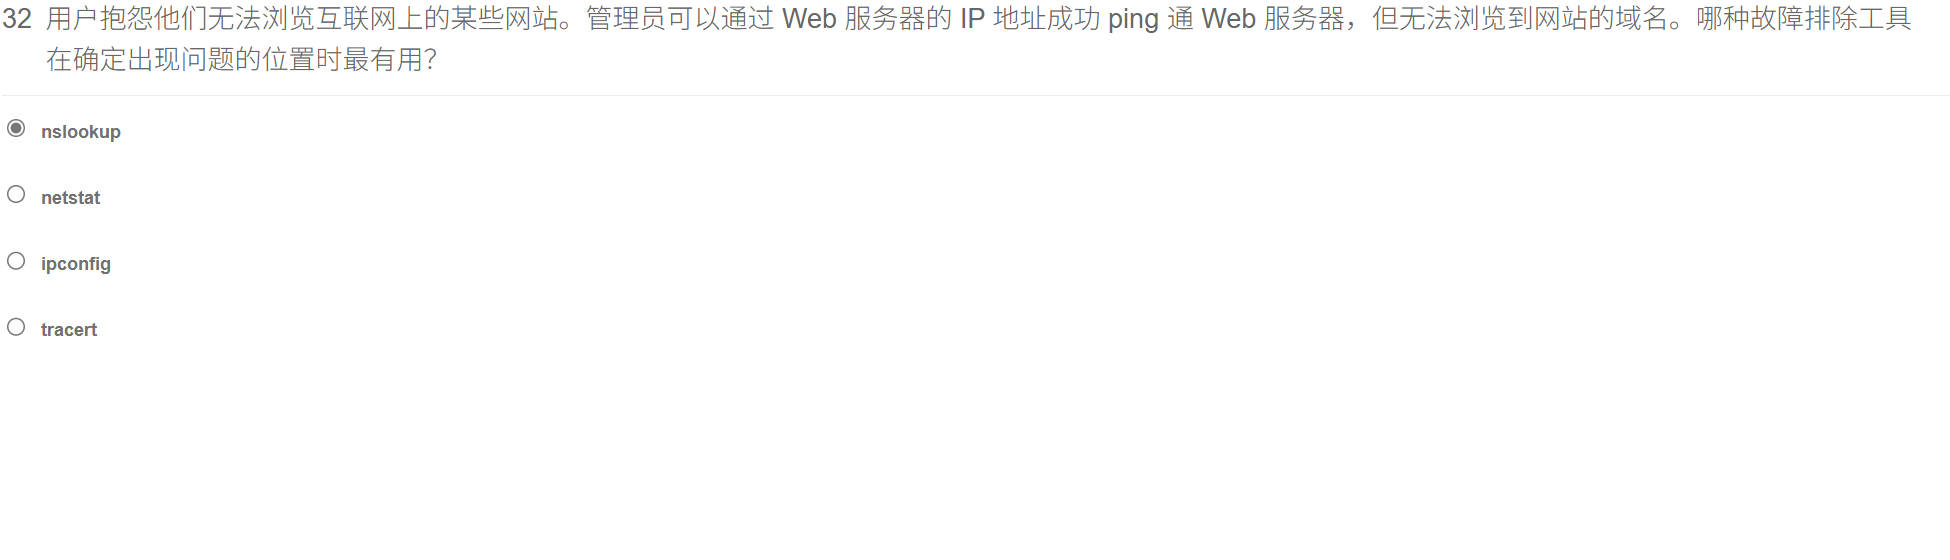 32 用户抱怨他们无法浏览互联网上的某些网站。管理员可以通过 Web 服务器的 IP 地址成功 ping 通 Web 服务器，但无法浏览到网站的域名。哪种故障排除工具
在确定出现问题的位置时最有用？
nslookup
netstat
ipconfig
tracert